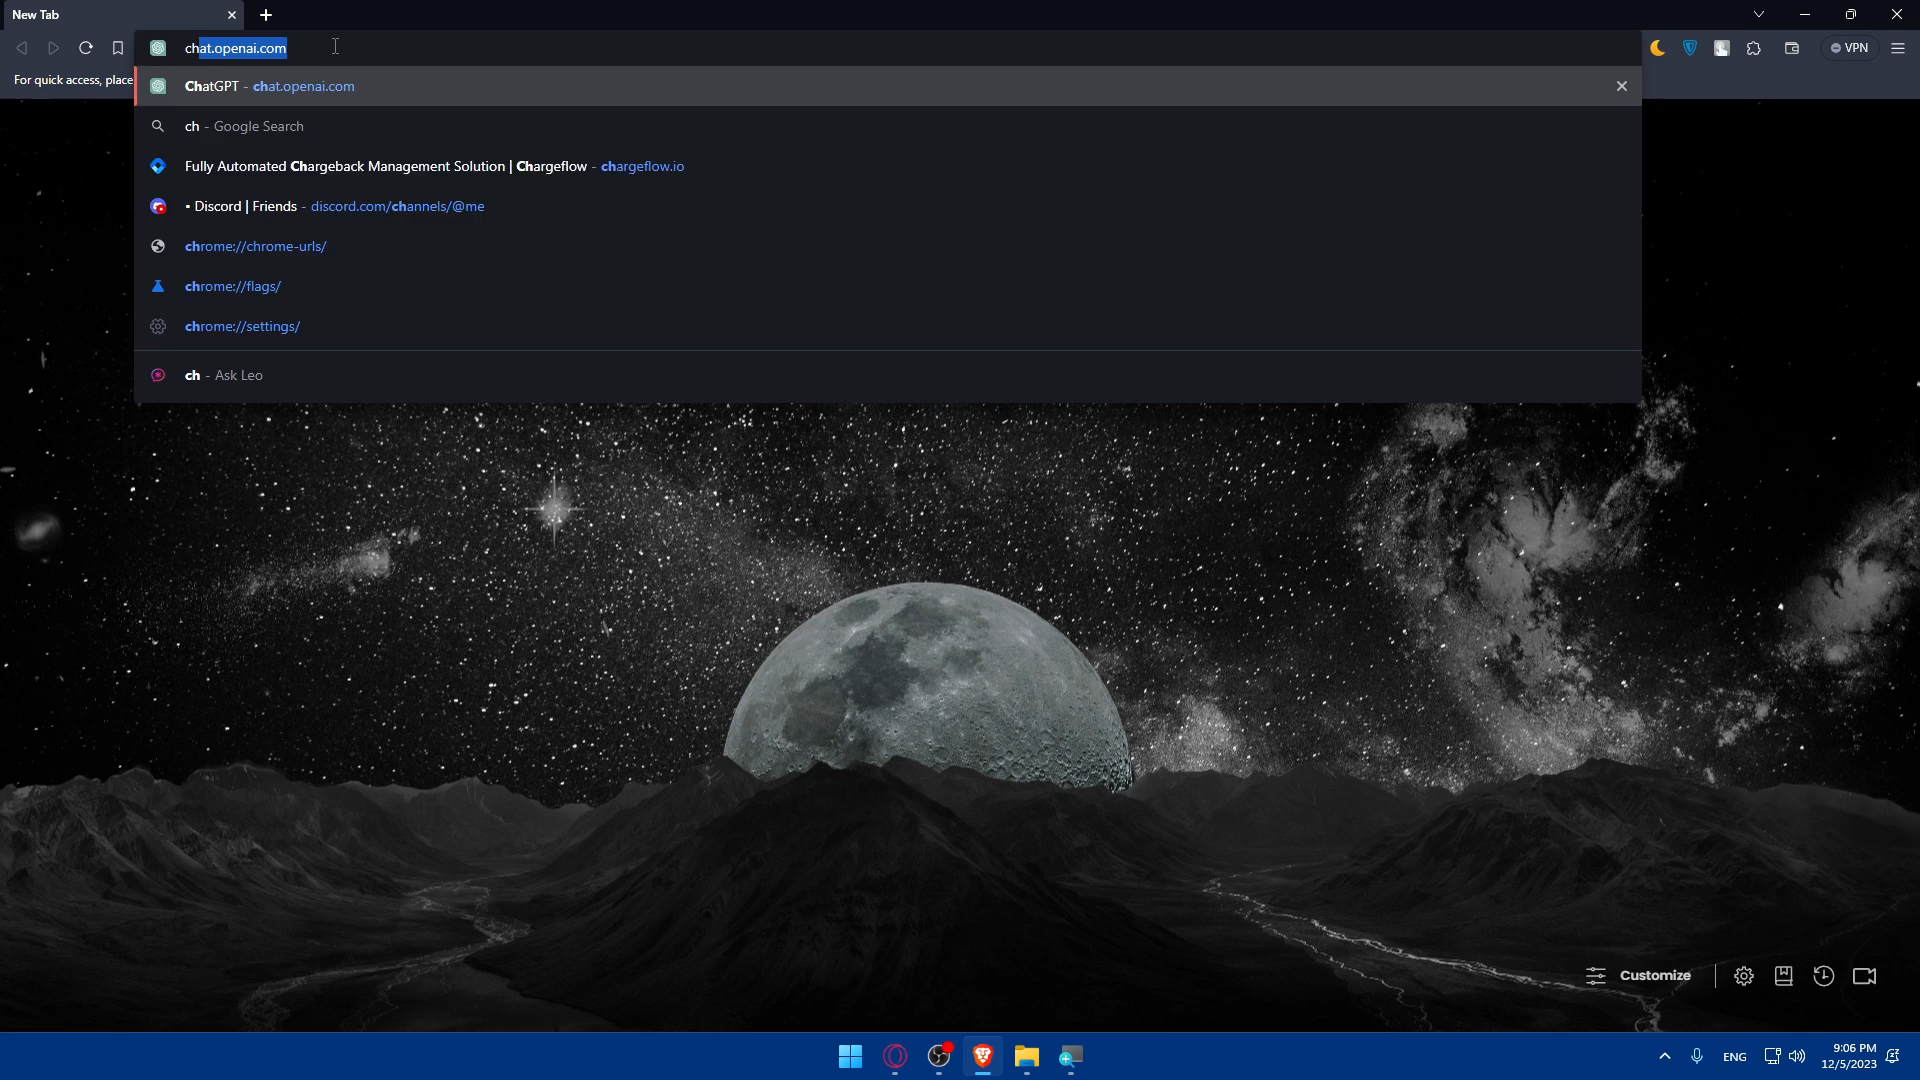 New Tab
chat.openai.com
VPN
For quick access, place
ChatGPT - chat.openai.com
ch - Google Search
Fully Automated Chargeback Management Solution | Chargeflow - chargeflow.io
• Discord | Friends - discord.com/channels/@me
chrome://chrome-urls/
chrome://flags/
chrome://settings/
ch - Ask Leo
Customize
ENG
9:06 PM
12/5/2023